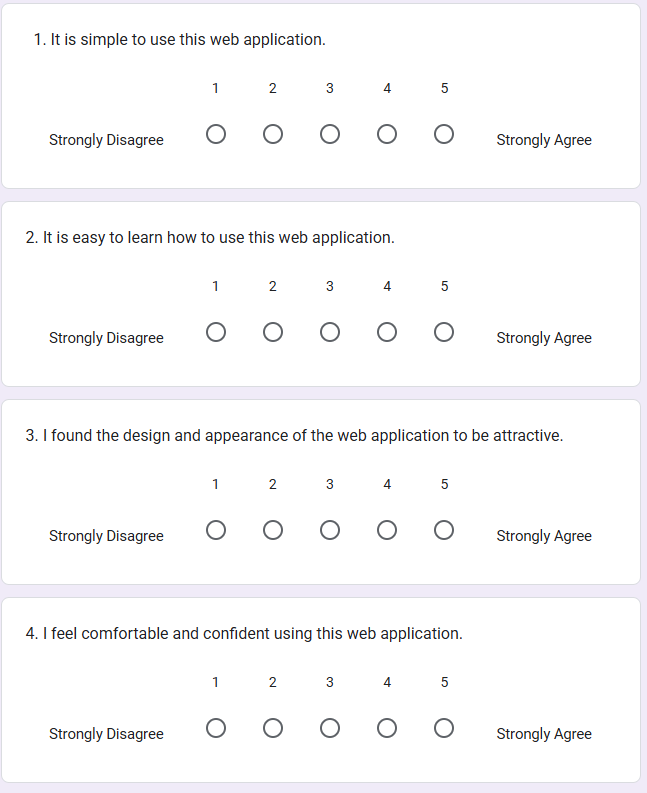 1. It is simple to use this web application.
1 2 3 4 5
Strongly Disagree Strongly Agree
2. It is easy to learn how to use this web application.
1 2 3 4 5
Strongly Disagree Strongly Agree
3. I found the design and appearance of the web application to be attractive.
1 2 3 4 5
Strongly Disagree Strongly Agree
4. I feel comfortable and confident using this web application.
1 2 3 4 5
Strongly Disagree Strongly Agree